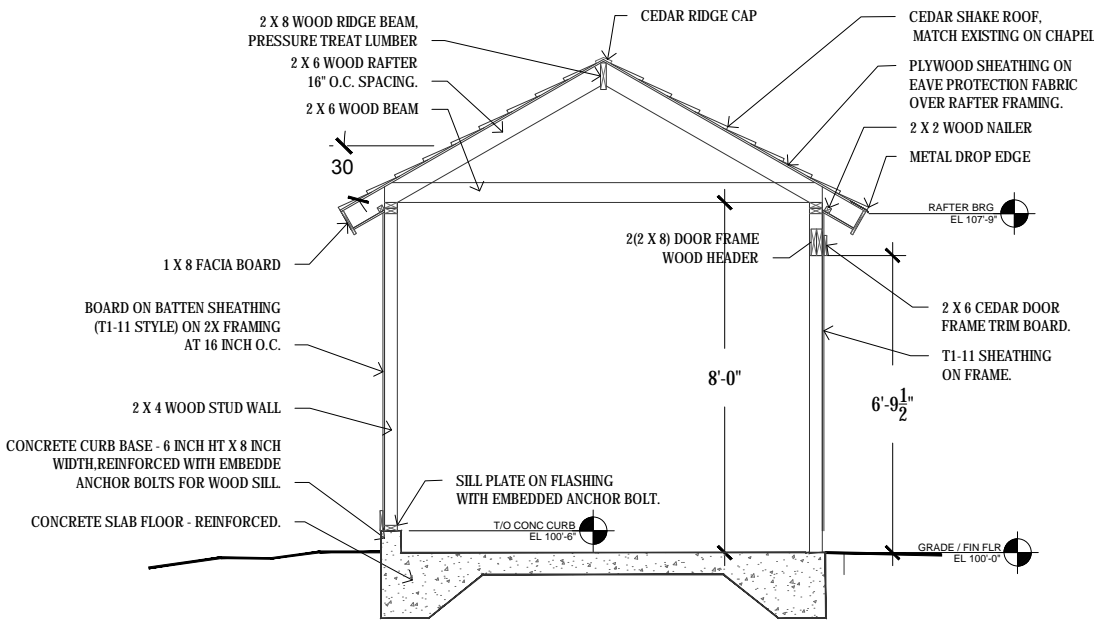 2 X 8 WOOD RIDGE BEAM,
PRESSURE TREAT LUMBER
2 X 6 WOOD RAFTER
16" O.C. SPACING.
2 X 6 WOOD BEAM
30
1 X 8 FACIA BOARD
BOARD ON BATTEN SHEATHING
(T1-11 STYLE) ON 2X FRAMING
AT 16 INCH O.C.
2 X 4 WOOD STUD WALL
CONCRETE CURB BASE - 6 INCH HT X 8 INCH
WIDTH,REINFORCED WITH EMBEDDE
ANCHOR BOLTS FOR WOOD SILL.
CONCRETE SLAB FLOOR - REINFORCED.
CEDAR RIDGE CAP
2(2 X 8) DOOR FRAME
WOOD HEADER
8'-0"
SILL PLATE ON FLASHING
WITH EMBEDDED ANCHOR BOLT.
T/O CONC CURB
EL 100'-6"
CEDAR SHAKE ROOF,
MATCH EXISTING ON CHAPEL
PLYWOOD SHEATHING ON
EAVE PROTECTION FABRIC
OVER RAFTER FRAMING.
2 X 2 WOOD NAILER
METAL DROP EDGE
RAFTER BRG
EL 107'-9"
2 X 6 CEDAR DOOR
FRAME TRIM BOARD.
T1-11 SHEATHING
ON FRAME.
6'-9 1/2"
GRADE / FIN FLR
EL 100'-0"